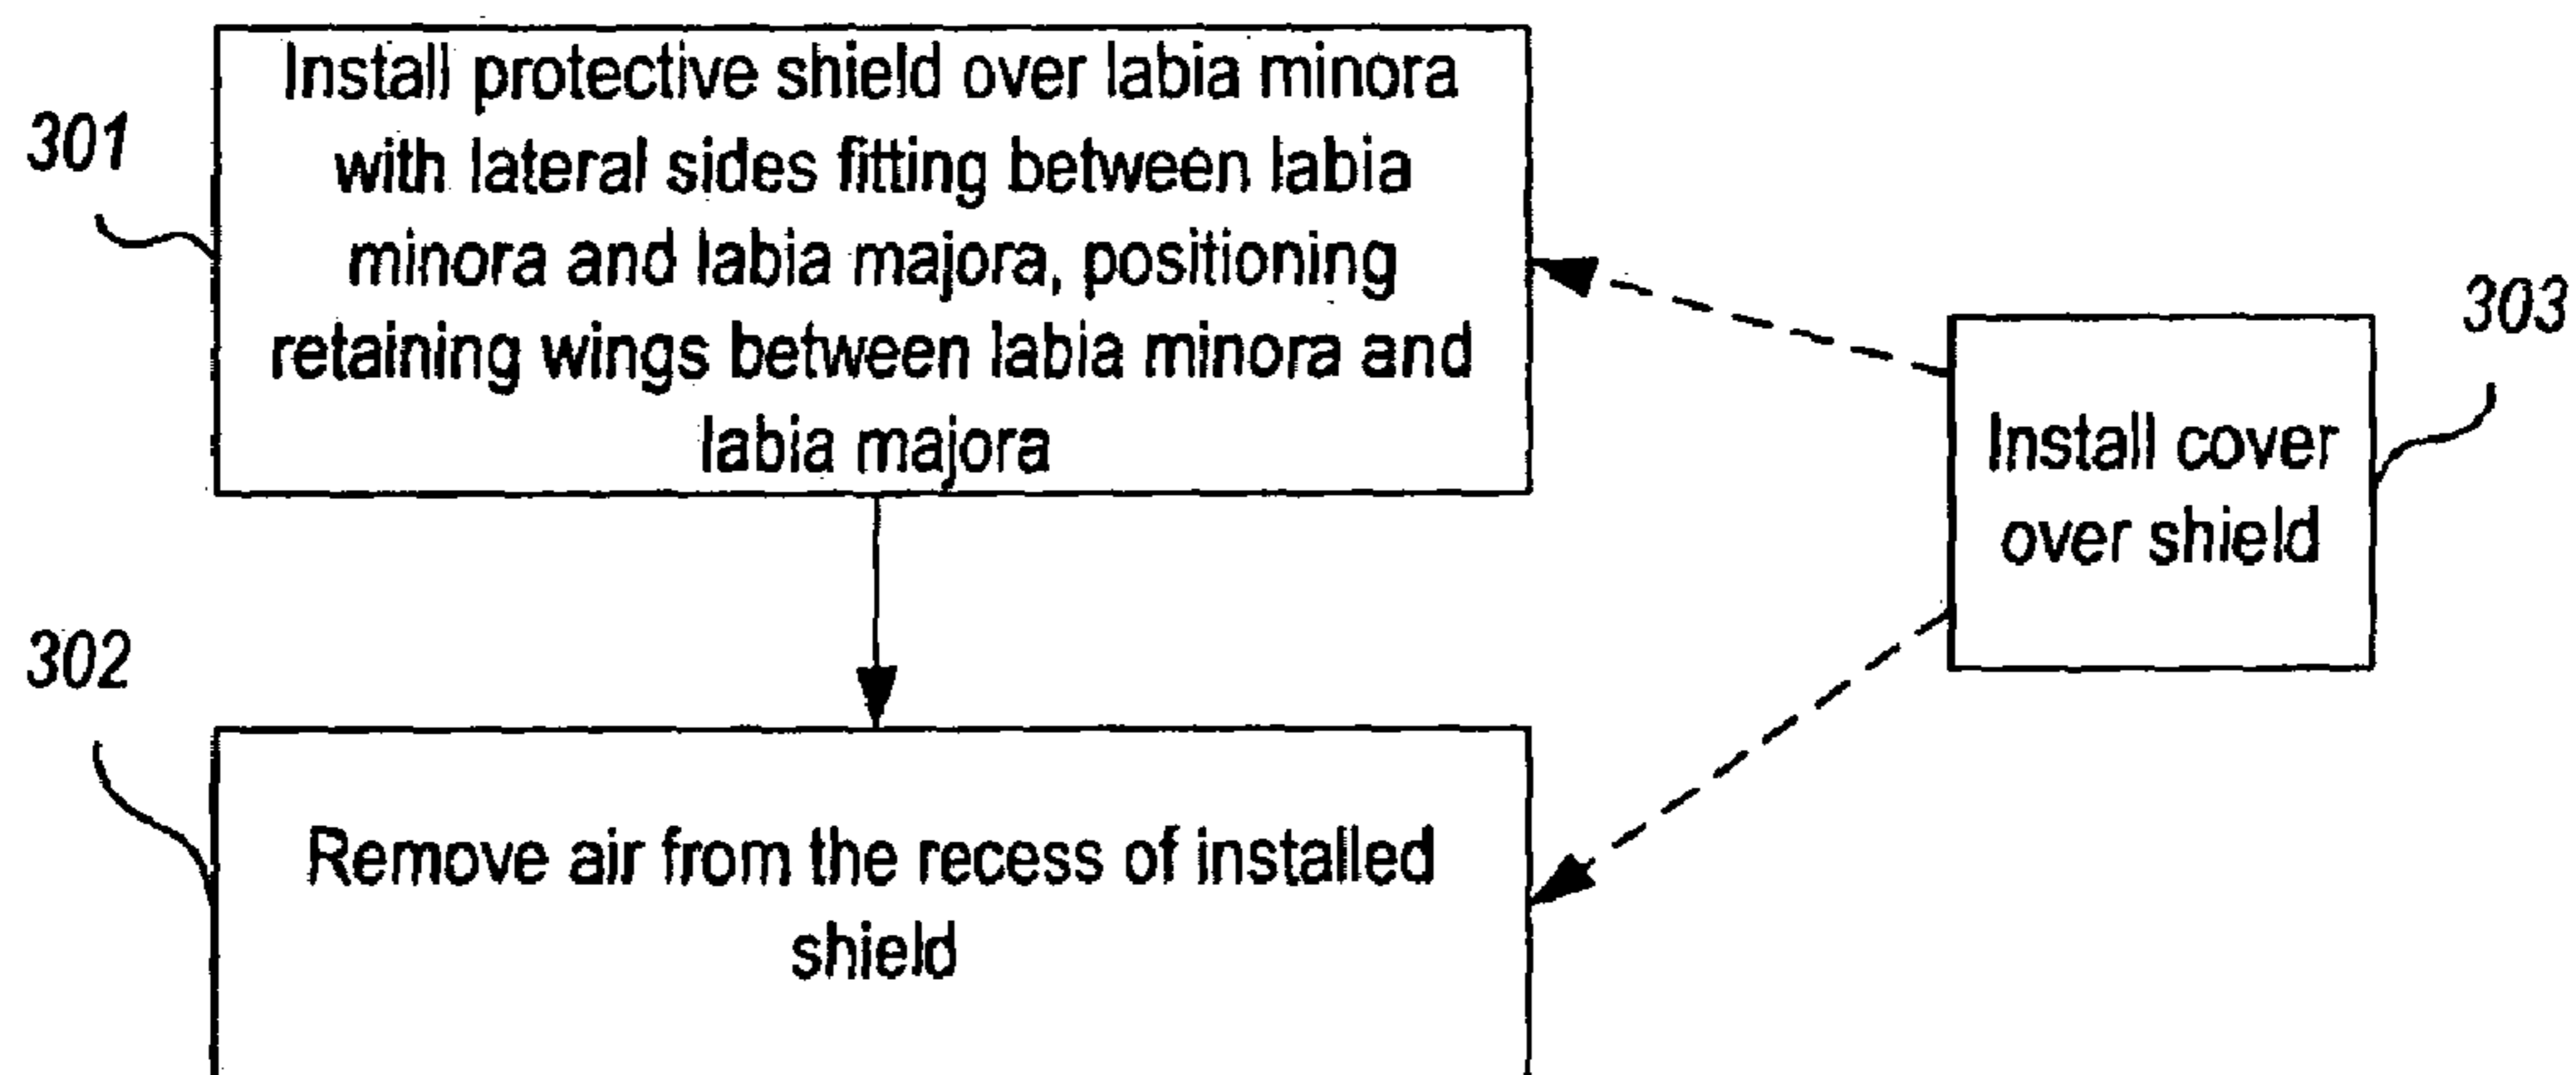 301
Install protective shield over labia minora
with lateral sides fitting between labia
minora and labia majora, positioning
retaining wings between labia minora and
labia majora
303
Install cover
over shield
302
Remove air from the recess of installed
shield